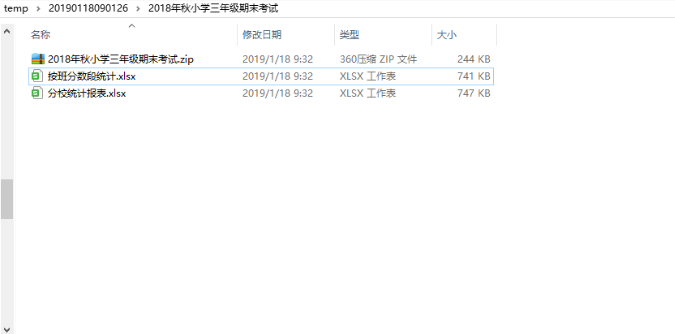 temp › 20190118090126 › 2018年秋小学三年级期末考试
名称 修改日期 类型 大小
2018年秋小学三年级期末考试.zip 2019/1/18 9:32 360压缩 ZIP 文件 244 KB
按班分数段统计.xlsx 2019/1/18 9:32 XLSX 工作表 741 KB
分校统计报表.xlsx 2019/1/18 9:32 XLSX 工作表 747 KB